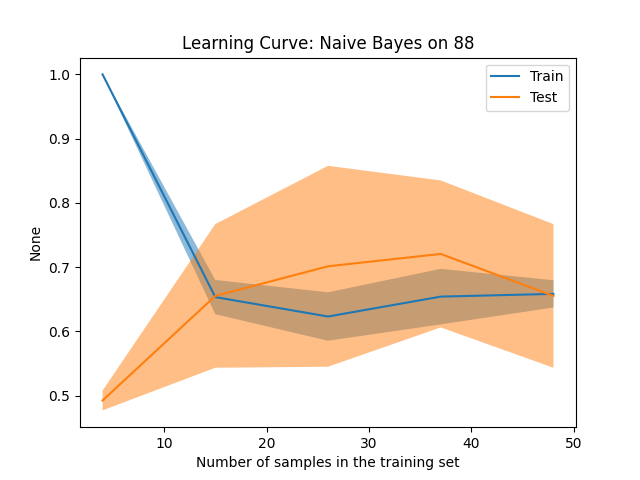 Learning Curve: Naive Bayes on 88
Train
Test
1.0
0.9
0.8
0.7
0.6
0.5
None
10
20
30
40
50
Number of samples in the training set